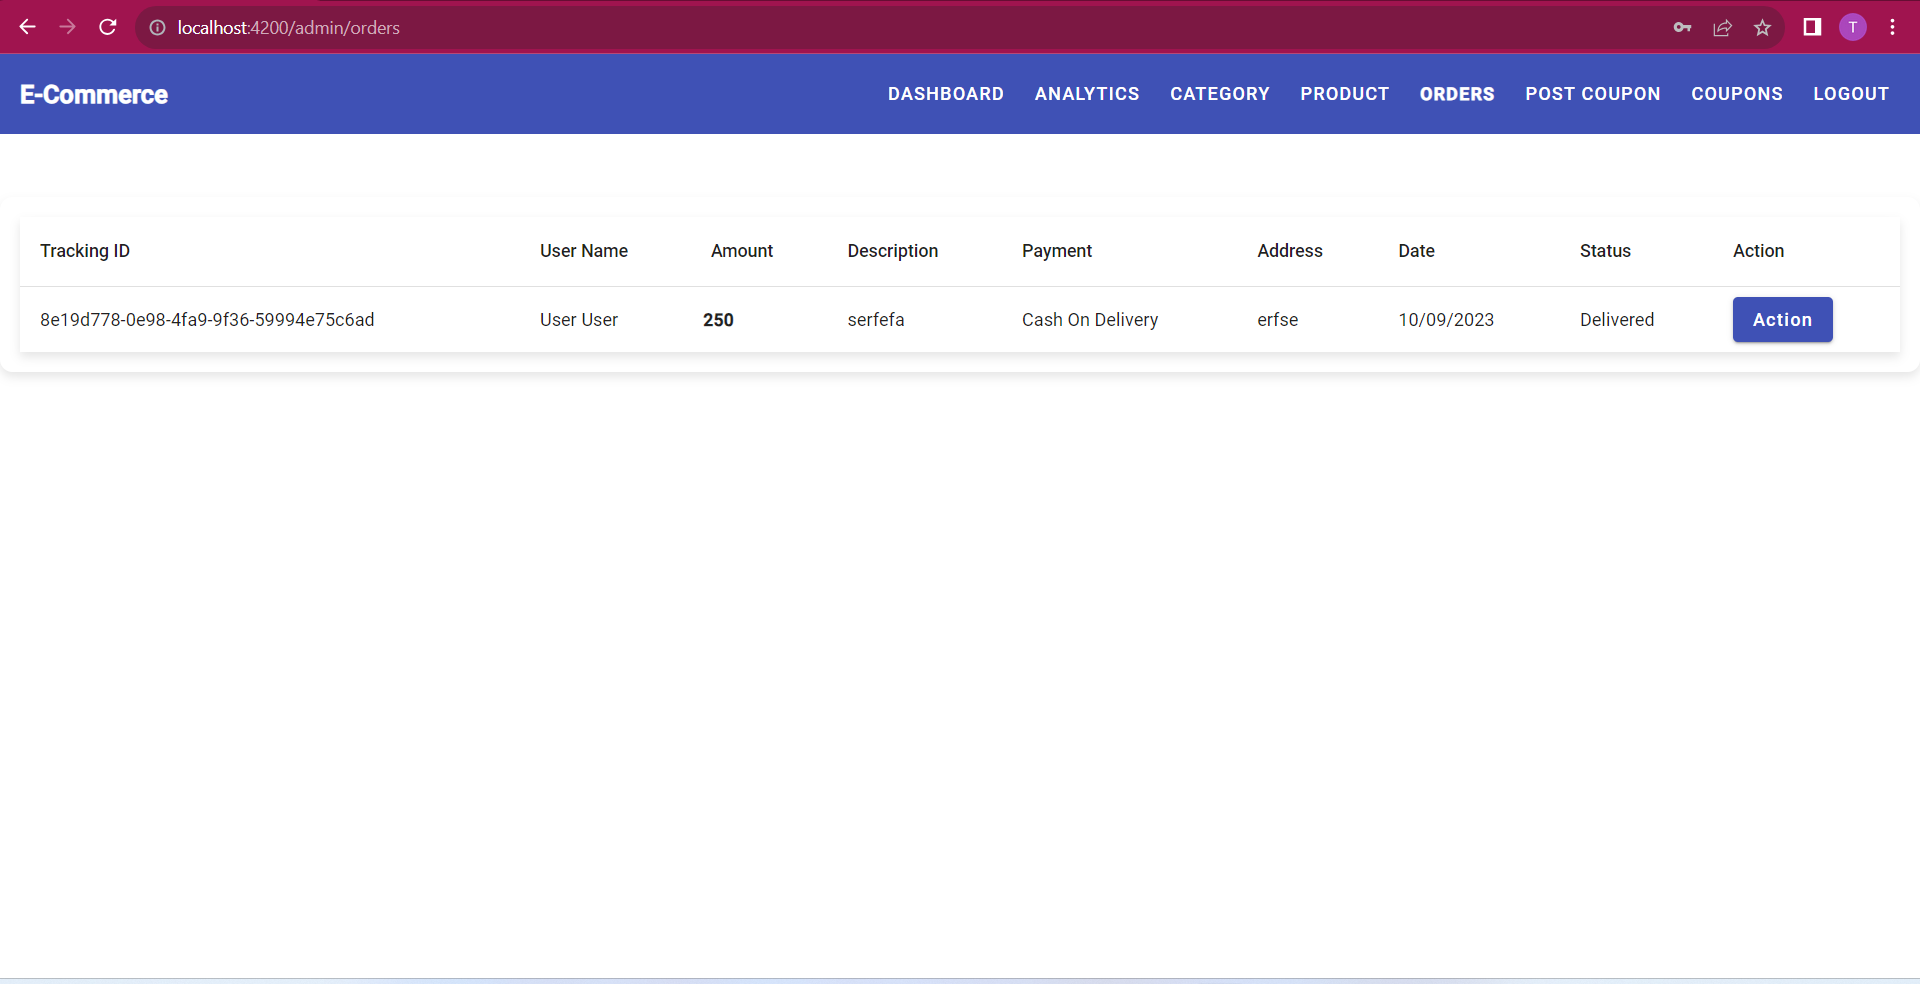 localhost:4200/admin/orders
T
E-Commerce DASHBOARD ANALYTICS CATEGORY PRODUCT ORDERS POST COUPON COUPONS LOGOUT
Tracking ID User Name Amount Description Payment Address Date Status Action
8e19d778-0e98-4fa9-9f36-59994e75c6ad User User 250 serfefa Cash On Delivery erfse 10/09/2023 Delivered Action